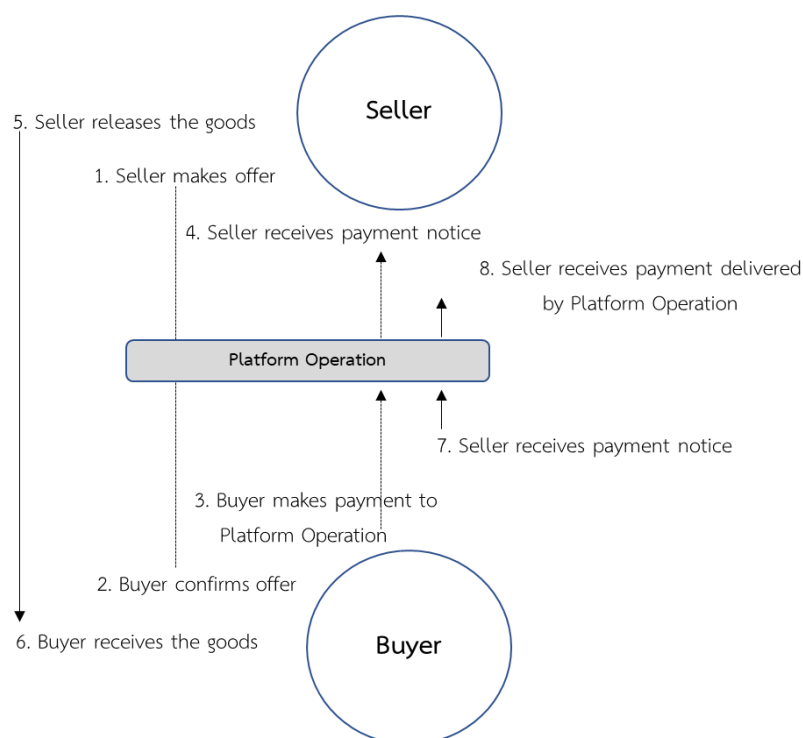 Seller
5. Seller releases the goods
1. Seller makes offer
4. Seller receives payment notice
8. Seller receives payment delivered
by Platform Operation
Platform Operation
7. Seller receives payment notice
3. Buyer makes payment to
Platform Operation
2. Buyer confirms offer
6. Buyer receives the goods
Buyer